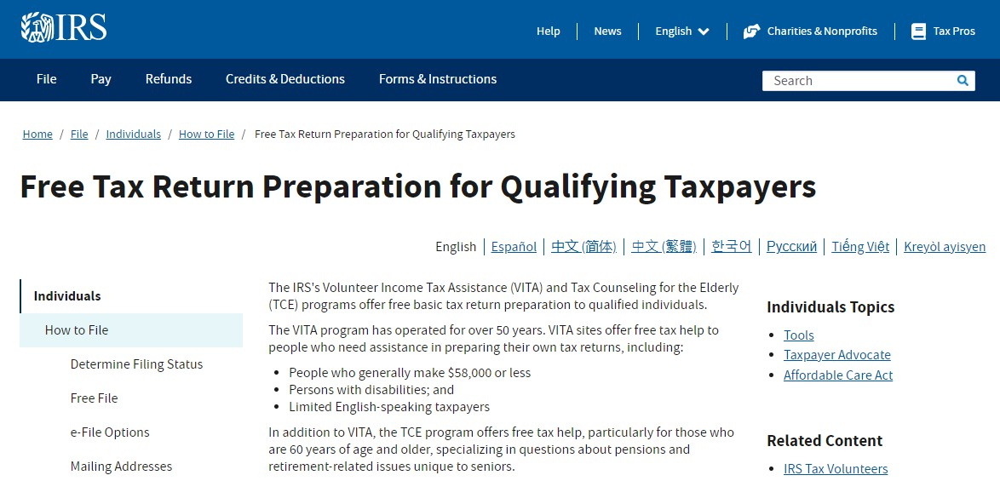 IRS
Help
News
English
Charities & Nonprofits
Tax Pros
File
Pay
Refunds
Credits & Deductions
Forms & Instructions
Search
Home / File / Individuals / How to File / Free Tax Return Preparation for Qualifying Taxpayers
Free Tax Return Preparation for Qualifying Taxpayers
English | Español | 中文 (简体) | 中文 (繁體) | 한국어 | Русский | Tiếng Việt | Kreyòl ayisyen
Individuals
How to File
Determine Filing Status
Free File
e-File Options
Mailing Addresses
The IRS's Volunteer Income Tax Assistance (VITA) and Tax Counseling for the Elderly
(TCE) programs offer free basic tax return preparation to qualified individuals.
The VITA program has operated for over 50 years. VITA sites offer free tax help to
people who need assistance in preparing their own tax returns, including:
• People who generally make $58,000 or less
• Persons with disabilities; and
• Limited English-speaking taxpayers
In addition to VITA, the TCE program offers free tax help, particularly for those who
are 60 years of age and older, specializing in questions about pensions and
retirement-related issues unique to seniors.
Individuals Topics
• Tools
• Taxpayer Advocate
• Affordable Care Act
Related Content
• IRS Tax Volunteers